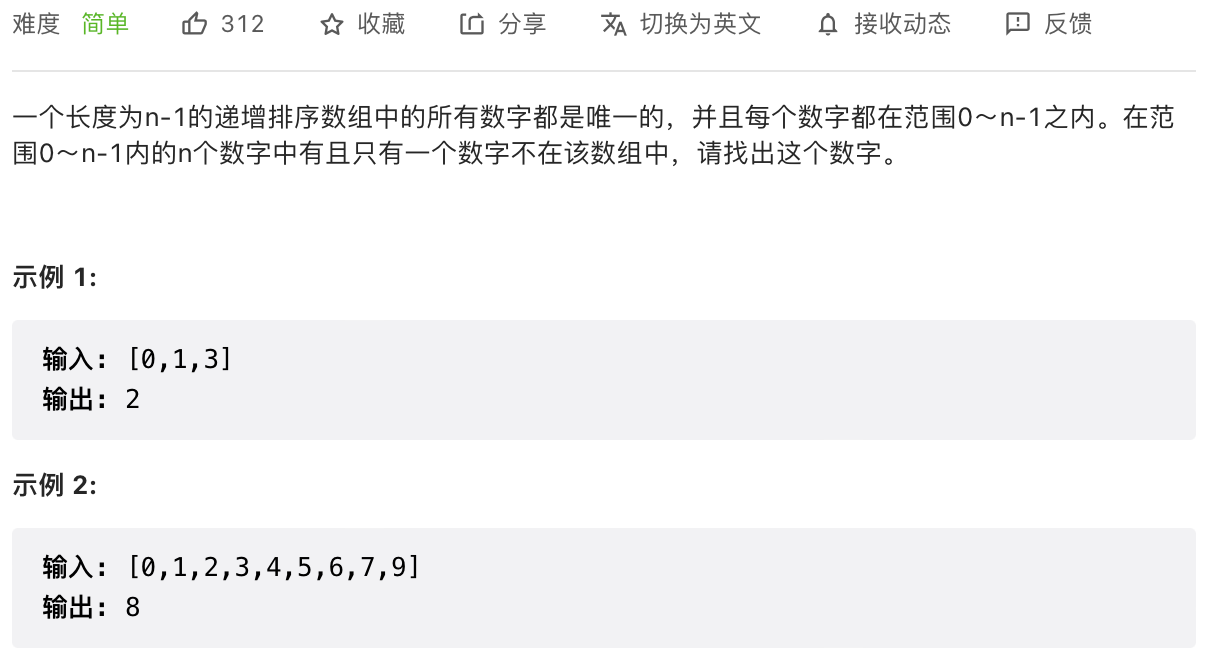 难度 简单 312 收藏 分享 切换为英文 接收动态 反馈
一个长度为n-1的递增排序数组中的所有数字都是唯一的，并且每个数字都在范围0～n-1之内。在范
围0～n-1内的n个数字中有且只有一个数字不在该数组中，请找出这个数字。
示例 1:
输入: [0,1,3]
输出: 2
示例 2:
输入: [0,1,2,3,4,5,6,7,9]
输出: 8